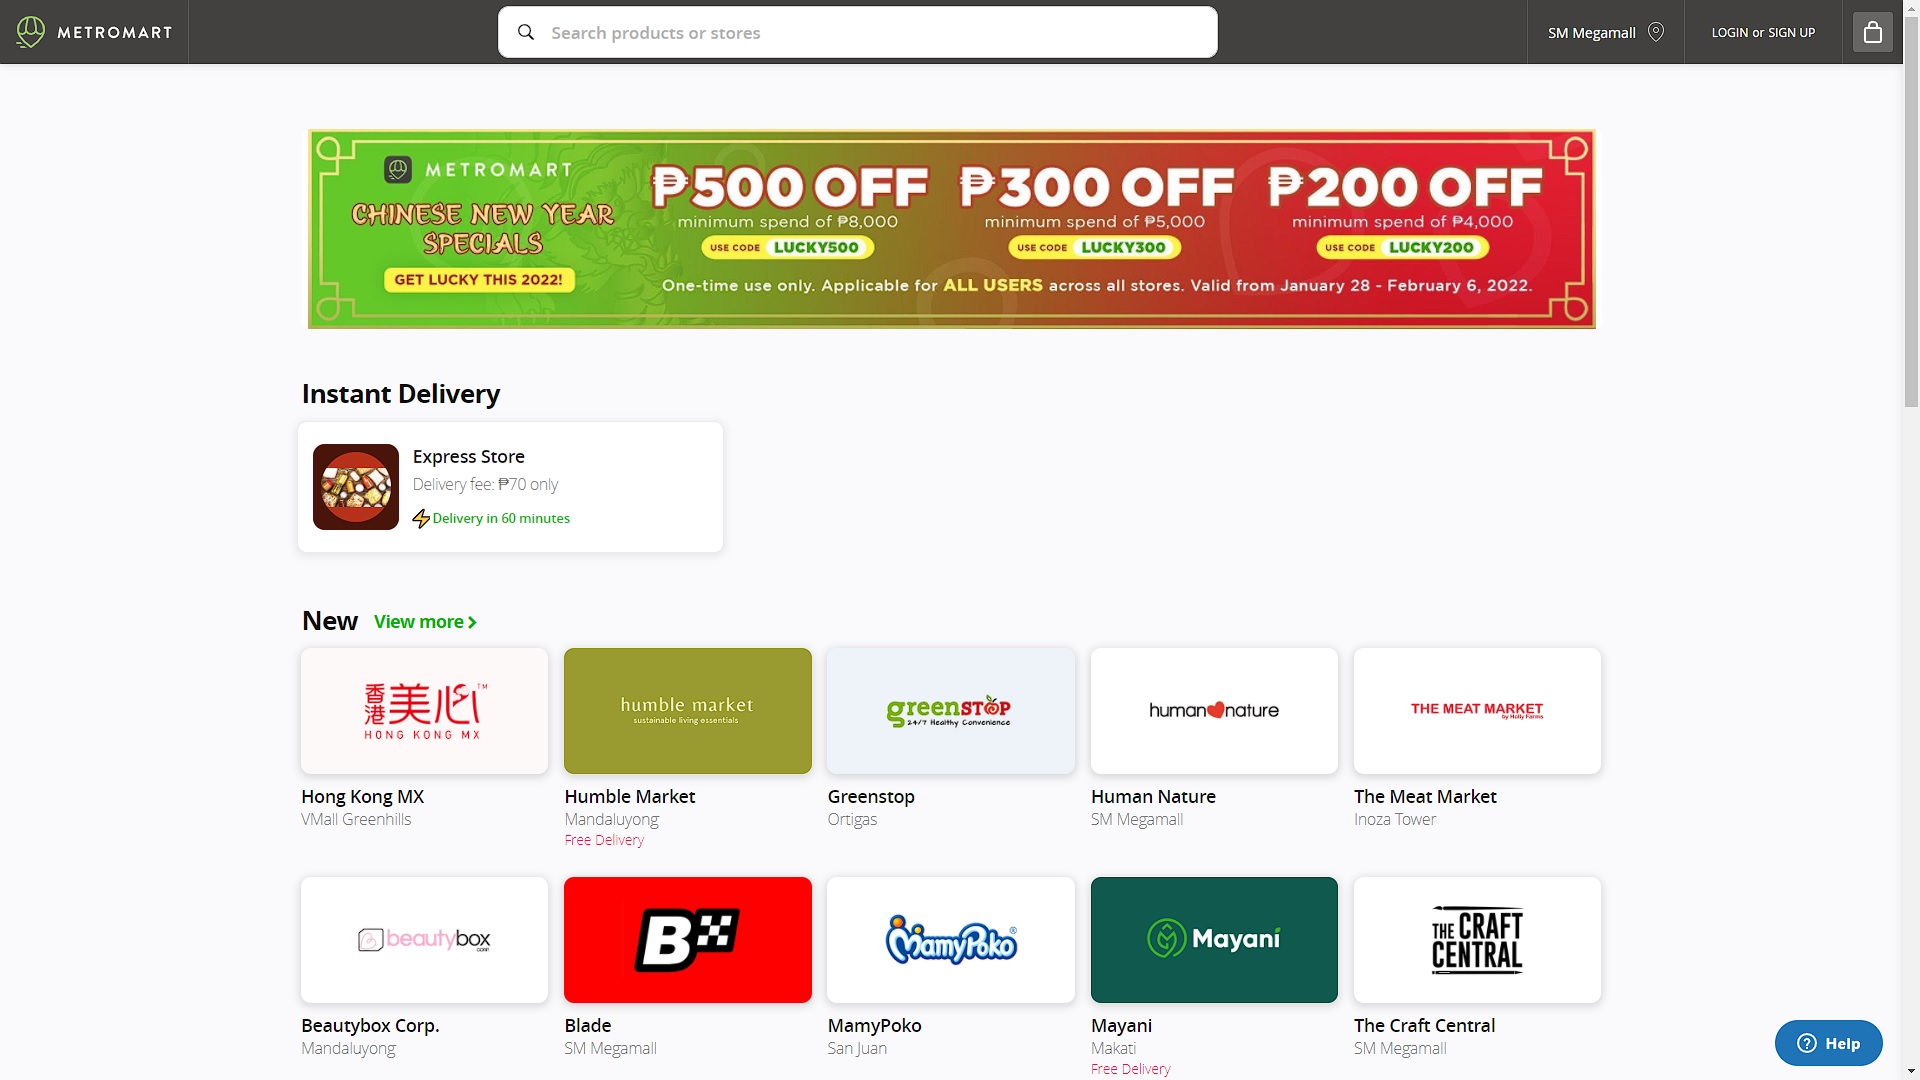 METROMART
Search products or stores
SM Megamall
LOGIN or SIGN UP
METROMART
CHINESE NEW YEAR
SPECIALS
GET LUCKY THIS 2022!
₱500 OFF
minimum spend of ₱8,000
USE CODE LUCKY500
₱300 OFF
minimum spend of ₱5,000
USE CODE LUCKY300
₱200 OFF
minimum spend of ₱4,000
USE CODE LUCKY200
One-time use only. Applicable for ALL USERS across all stores. Valid from January 28 - February 6, 2022.
Instant Delivery
Express Store
Delivery fee: ₱70 only
Delivery in 60 minutes
New View more
香港美心™
HONG KONG MX
humble market
sustainable living essentials
greenstop
24/7 Healthy Convenience
human nature
THE MEAT MARKET
by Holly Farms
Hong Kong MX
VMall Greenhills
Humble Market
Mandaluyong
Free Delivery
Greenstop
Ortigas
Human Nature
SM Megamall
The Meat Market
Inoza Tower
beautybox
CORP
B
MamyPoko®
Mayani
THE CRAFT
CENTRAL
Beautybox Corp.
Mandaluyong
Blade
SM Megamall
MamyPoko
San Juan
Mayani
Makati
Free Delivery
The Craft Central
SM Megamall
? Help